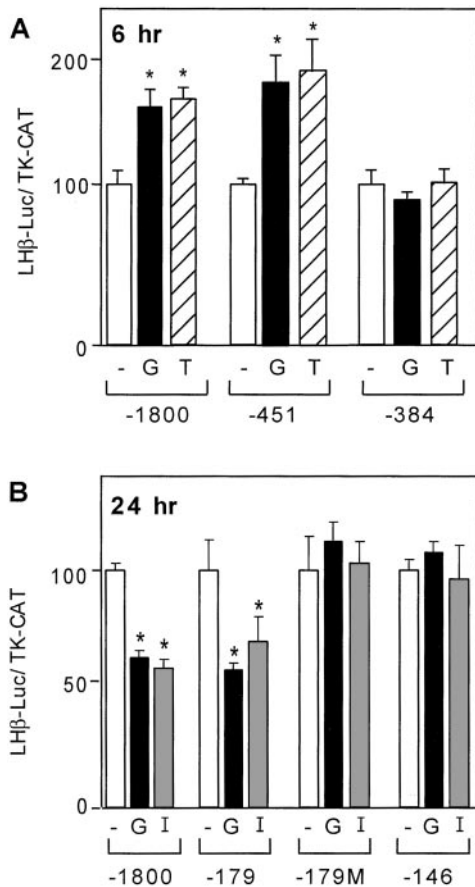 A
6 hr
LHβ-Luc/ TK-CAT
200
100
0
* * * *
- G T - G T - G T
-1800 -451 -384
B
24 hr
LHβ-Luc/ TK-CAT
100
50
0
* * * *
- G I - G I - G I - G I
-1800 -179 -179M -146